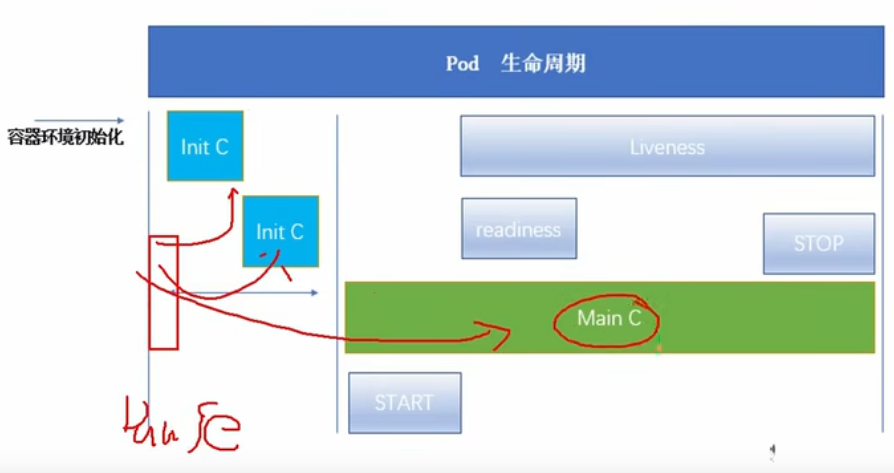 Pod 生命周期
容器环境初始化
Init C
Liveness
Init C
readiness
STOP
Main C
START